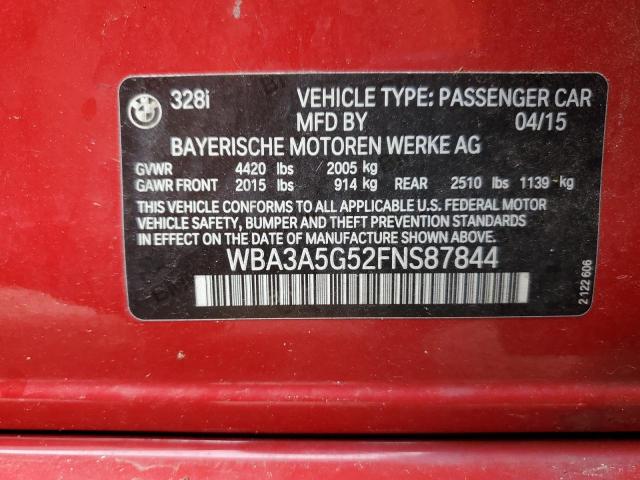 328i VEHICLE TYPE: PASSENGER CAR
MFD BY 04/15
BAYERISCHE MOTOREN WERKE AG
GVWR 4420 lbs 2005 kg
GAWR FRONT 2015 lbs 914 kg REAR 2510 lbs 1139 kg
THIS VEHICLE CONFORMS TO ALL APPLICABLE U.S. FEDERAL MOTOR
VEHICLE SAFETY, BUMPER AND THEFT PREVENTION STANDARDS
IN EFFECT ON THE DATE OF MANUFACTURE SHOWN ABOVE.
WBA3A5G52FNS87844
2 122 606